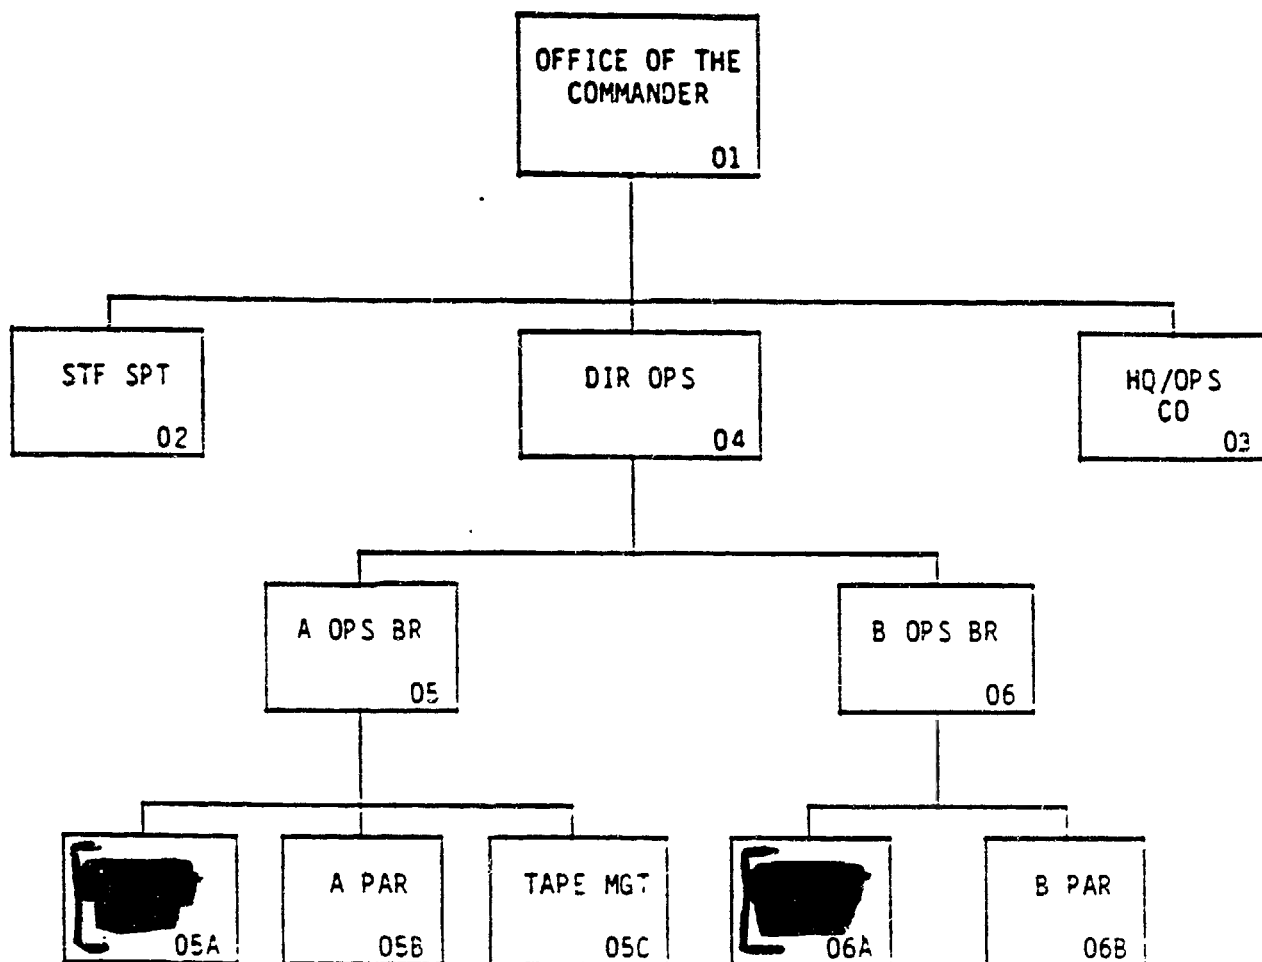 OFFICE OF THE
COMMANDER
01
STF SPT
02
DIR OPS
04
HQ/OPS
CO
03
A OPS BR
05
B OPS BR
06
05A
A PAR
05B
TAPE MGT
05C
06A
B PAR
06B